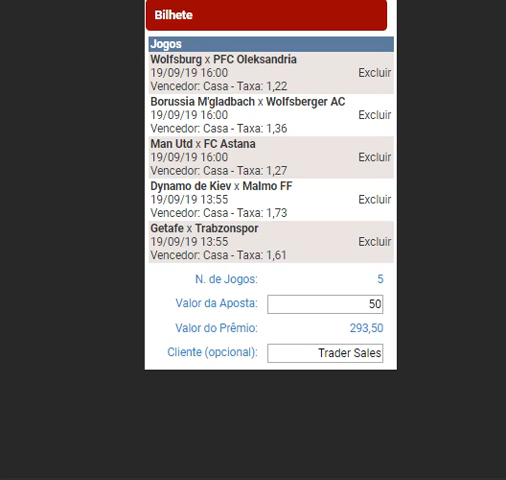 Bilhete
Jogos
Wolfsburg x PFC Oleksandria
19/09/19 16:00 Excluir
Vencedor: Casa - Taxa: 1,22
Borussia M'gladbach x Wolfsberger AC
19/09/19 16:00 Excluir
Vencedor: Casa - Taxa: 1,36
Man Utd x FC Astana
19/09/19 16:00 Excluir
Vencedor: Casa - Taxa: 1,27
Dynamo de Kiev x Malmo FF
19/09/19 13:55 Excluir
Vencedor: Casa - Taxa: 1,73
Getafe x Trabzonspor
19/09/19 13:55 Excluir
Vencedor: Casa - Taxa: 1,61
N. de Jogos: 5
Valor da Aposta: 50
Valor do Prêmio: 293,50
Cliente (opcional): Trader Sales